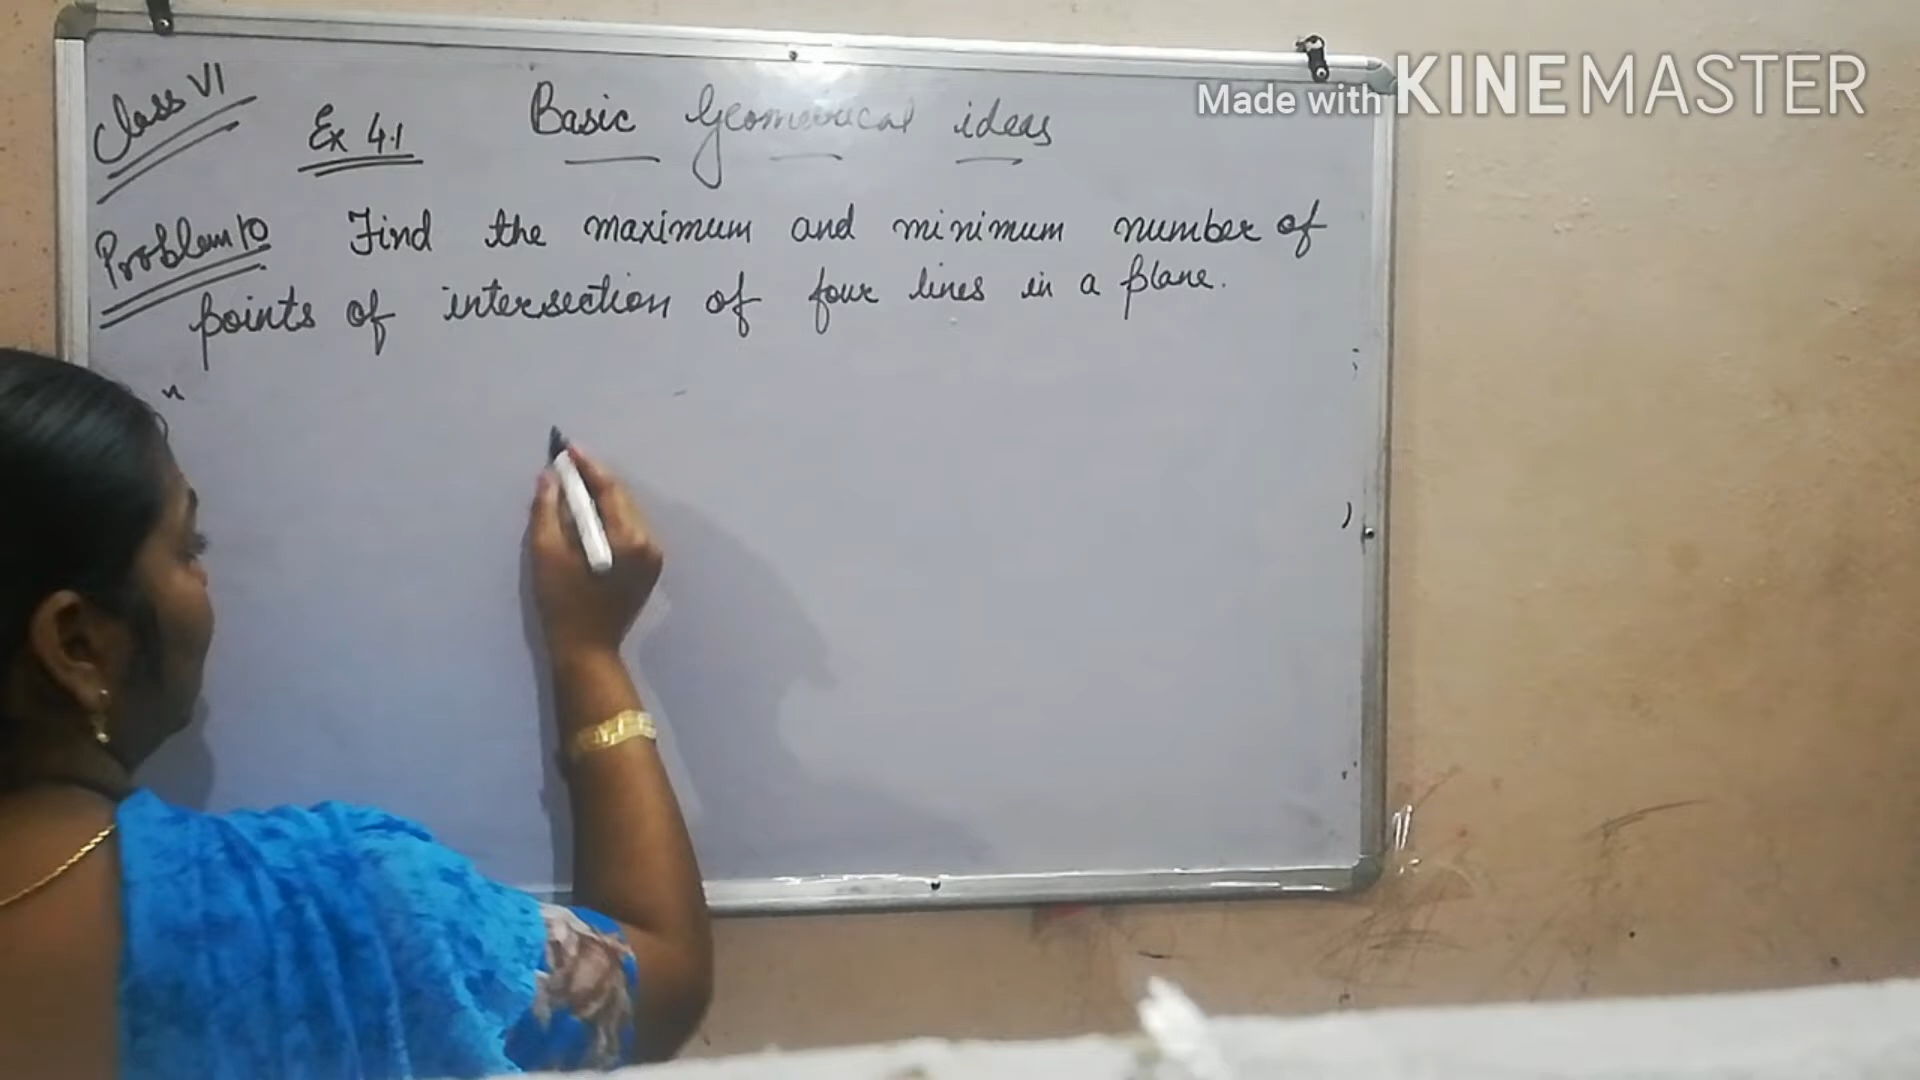 Made with KINEMASTER
Class VI
Ex 4.1
Basic Geometrical ideas
Problem 10 Find the maximum and minimum number of
points of intersection of four lines in a plane.